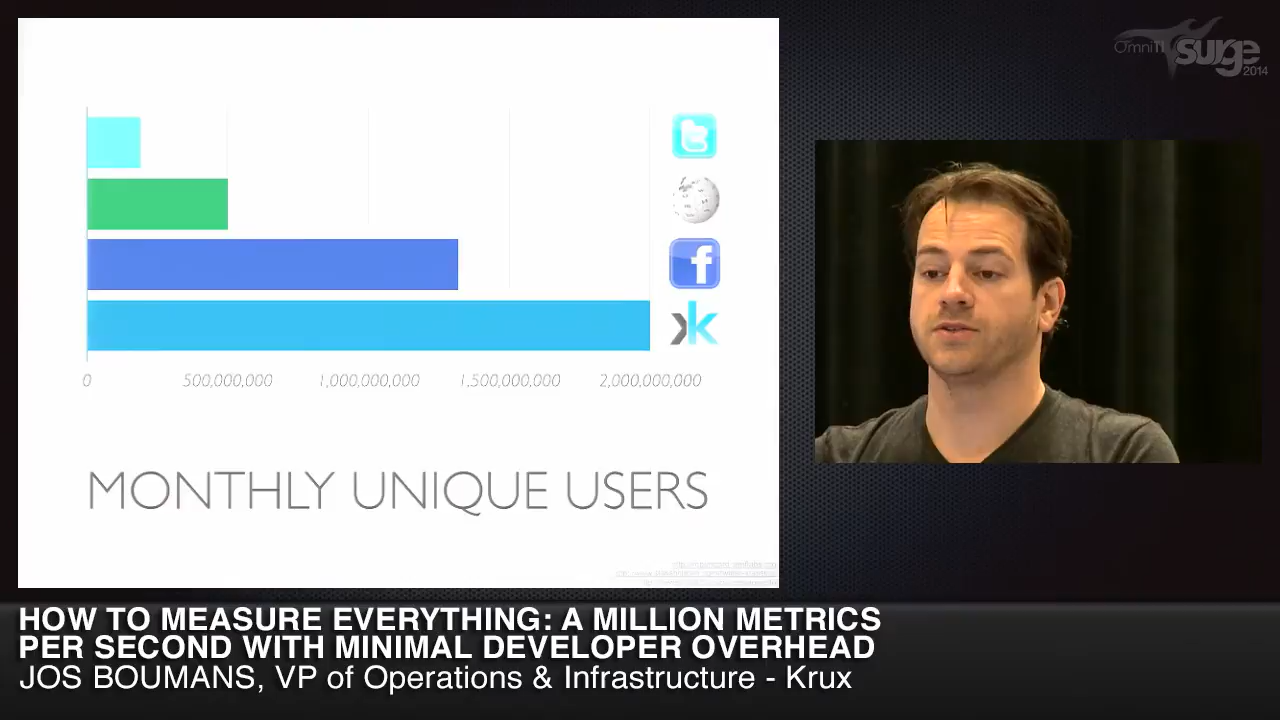 OmniTI surge
2014
0 500,000,000 1,000,000,000 1,500,000,000 2,000,000,000
MONTHLY UNIQUE USERS
HOW TO MEASURE EVERYTHING: A MILLION METRICS
PER SECOND WITH MINIMAL DEVELOPER OVERHEAD
JOS BOUMANS, VP of Operations & Infrastructure - Krux